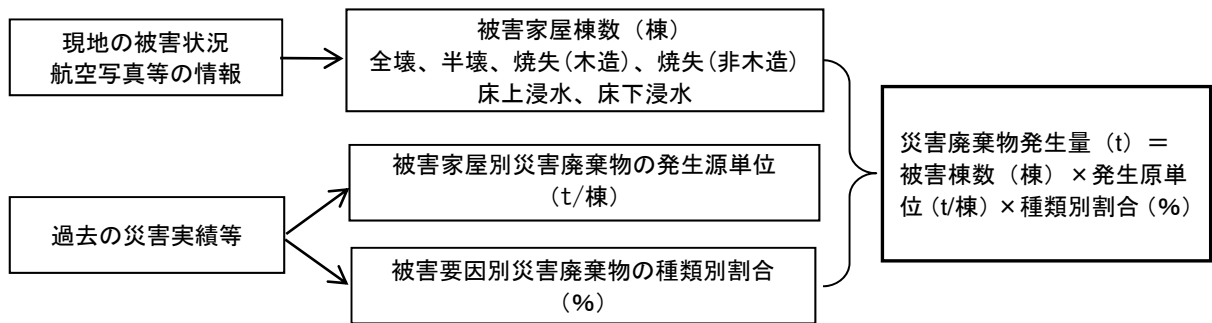 現地の被害状況
航空写真等の情報
被害家屋棟数（棟）
全壊、半壊、焼失（木造）、焼失（非木造）
床上浸水、床下浸水
被害家屋別災害廃棄物の発生源単位
（t/棟）
過去の災害実績等
被害要因別災害廃棄物の種類別割合
（%）
災害廃棄物発生量（t）＝
被害棟数（棟）×発生原単
位（t/棟）×種類別割合（%）